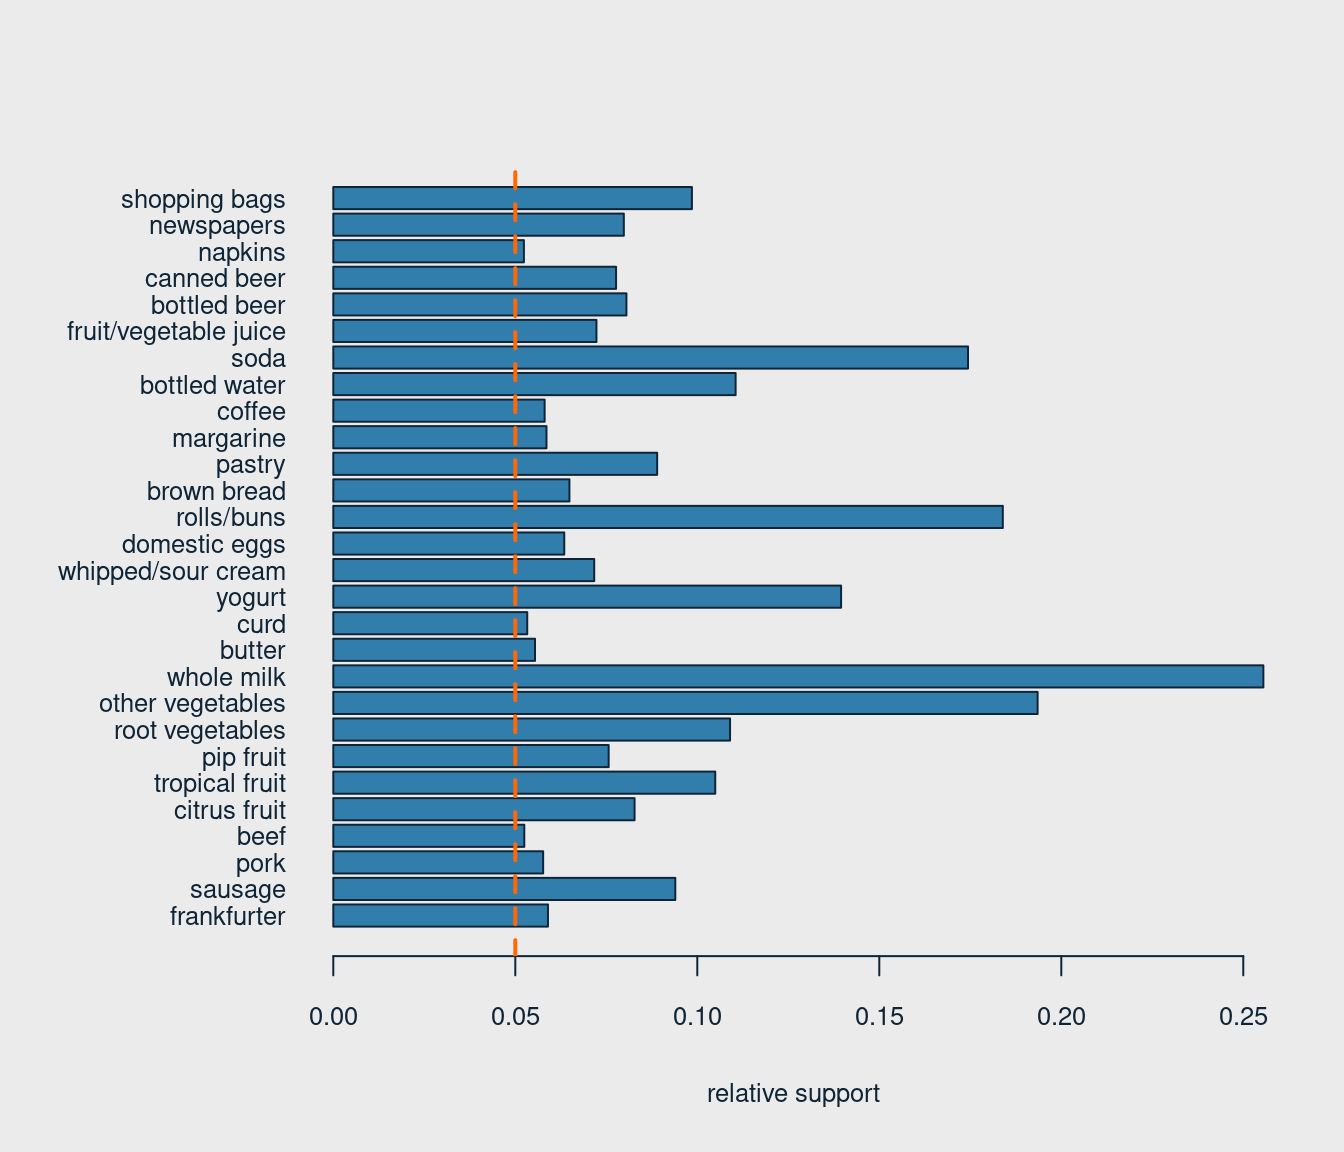 shopping bags
newspapers
napkins
canned beer
bottled beer
fruit/vegetable juice
soda
bottled water
coffee
margarine
pastry
brown bread
rolls/buns
domestic eggs
whipped/sour cream
yogurt
curd
butter
whole milk
other vegetables
root vegetables
pip fruit
tropical fruit
citrus fruit
beef
pork
sausage
frankfurter
0.00 0.05 0.10 0.15 0.20 0.25
relative support